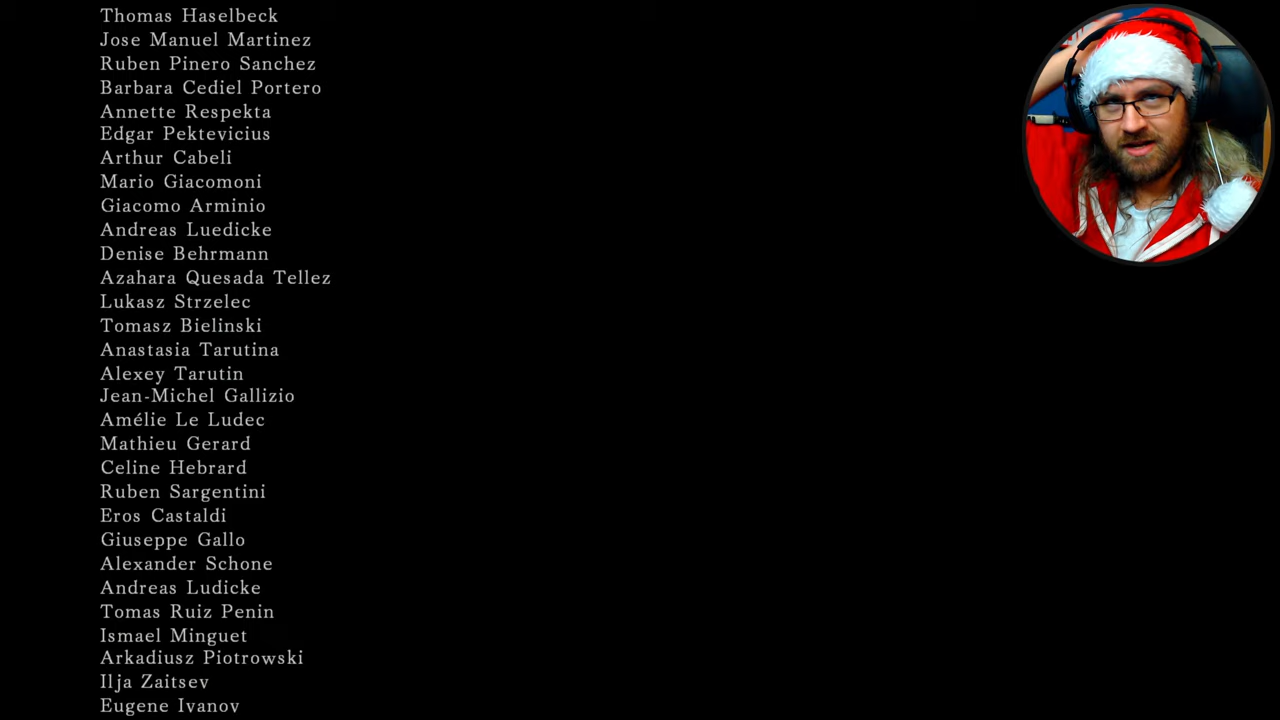 Thomas Haselbeck
Jose Manuel Martinez
Ruben Pinero Sanchez
Barbara Cediel Portero
Annette Respekta
Edgar Pektevicius
Arthur Cabeli
Mario Giacomoni
Giacomo Arminio
Andreas Luedicke
Denise Behrmann
Azahara Quesada Tellez
Lukasz Strzelec
Tomasz Bielinski
Anastasia Tarutina
Alexey Tarutin
Jean-Michel Gallizio
Amélie Le Ludec
Mathieu Gerard
Celine Hebrard
Ruben Sargentini
Eros Castaldi
Giuseppe Gallo
Alexander Schone
Andreas Ludicke
Tomas Ruiz Penin
Ismael Minguet
Arkadiusz Piotrowski
Ilja Zaitsev
Eugene Ivanov